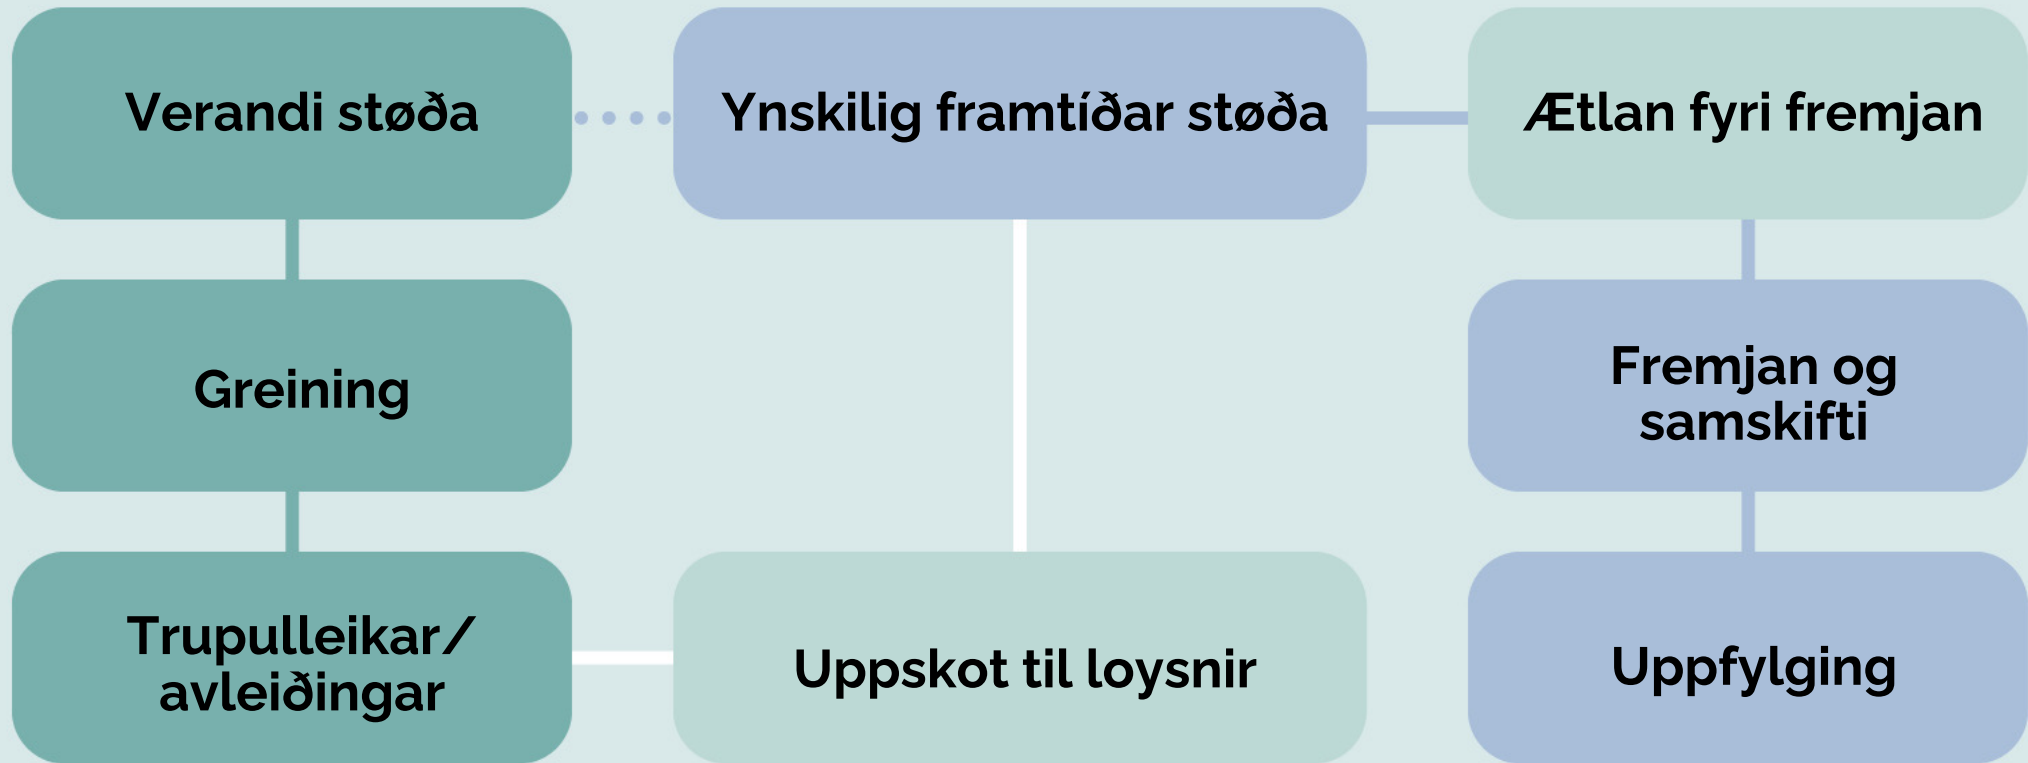 Verandi støða
Ynskilig framtíðar støða
Ætlan fyri fremjan
Greining
Fremjan og
samskifti
Trupulleikar/
avleiðingar
Uppskot til loysnir
Uppfylging